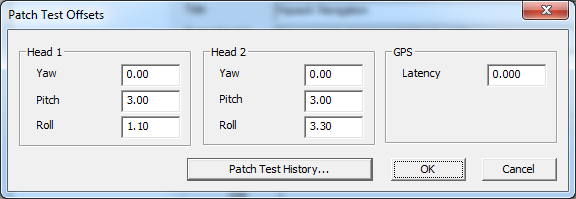 Patch Test Offsets
Head 1
Yaw 0.00
Pitch 3.00
Roll 1.10
Head 2
Yaw 0.00
Pitch 3.00
Roll 3.30
GPS
Latency 0.000
Patch Test History...
OK
Cancel